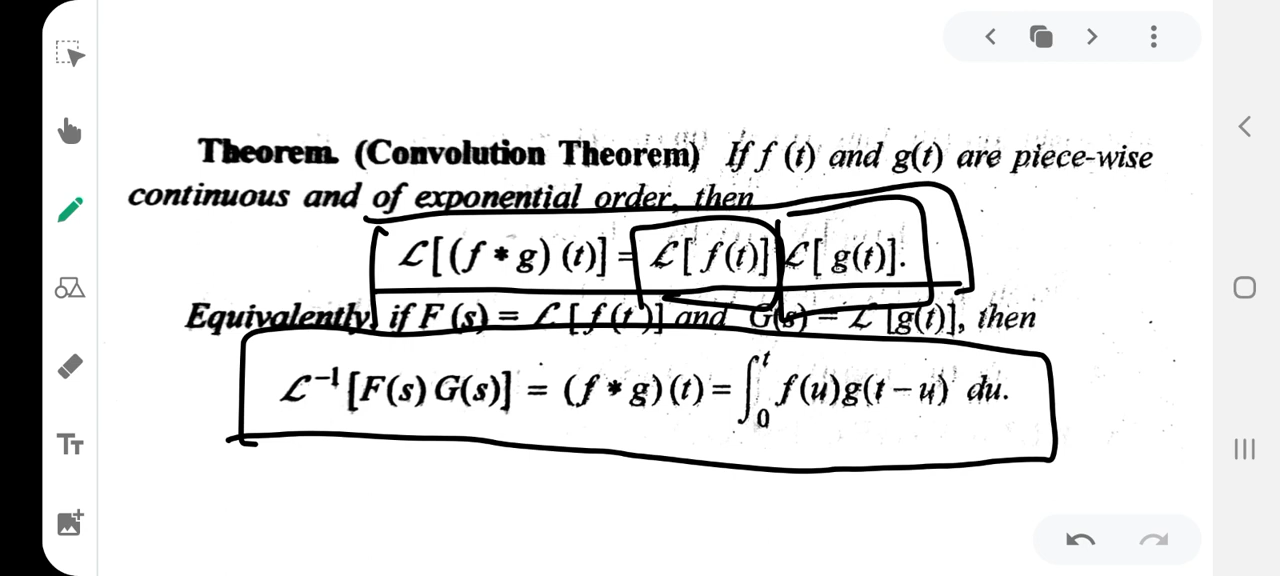 Theorem. (Convolution Theorem) If f (t) and g(t) are piece-wise
continuous and of exponential order, then
ℒ[(f * g) (t)] = ℒ[ f(t)] ℒ[ g(t)].
Equivalently, if F (s) = ℒ [ f (t )] and G(s) = ℒ [g(t)], then
ℒ⁻¹ [F(s) G(s)] = (f * g) (t) = ∫₀ᵗ f(u)g(t – u) du.
Tт